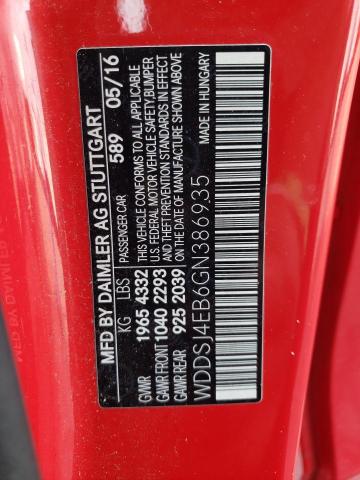 MFD BY DAIMLER AG STUTTGART
589 05/16
PASSENGER CAR
KG LBS
GVWR 1965 4332
GAWR FRONT 1040 2293
GAWR REAR 925 2039
THIS VEHICLE CONFORMS TO ALL APPLICABLE
U.S. FEDERAL MOTOR VEHICLE SAFETY,BUMPER
AND THEFT PREVENTION STANDARDS IN EFFECT
ON THE DATE OF MANUFACTURE SHOWN ABOVE
WDDSJ4EB6GN386935
MADE IN HUNGARY